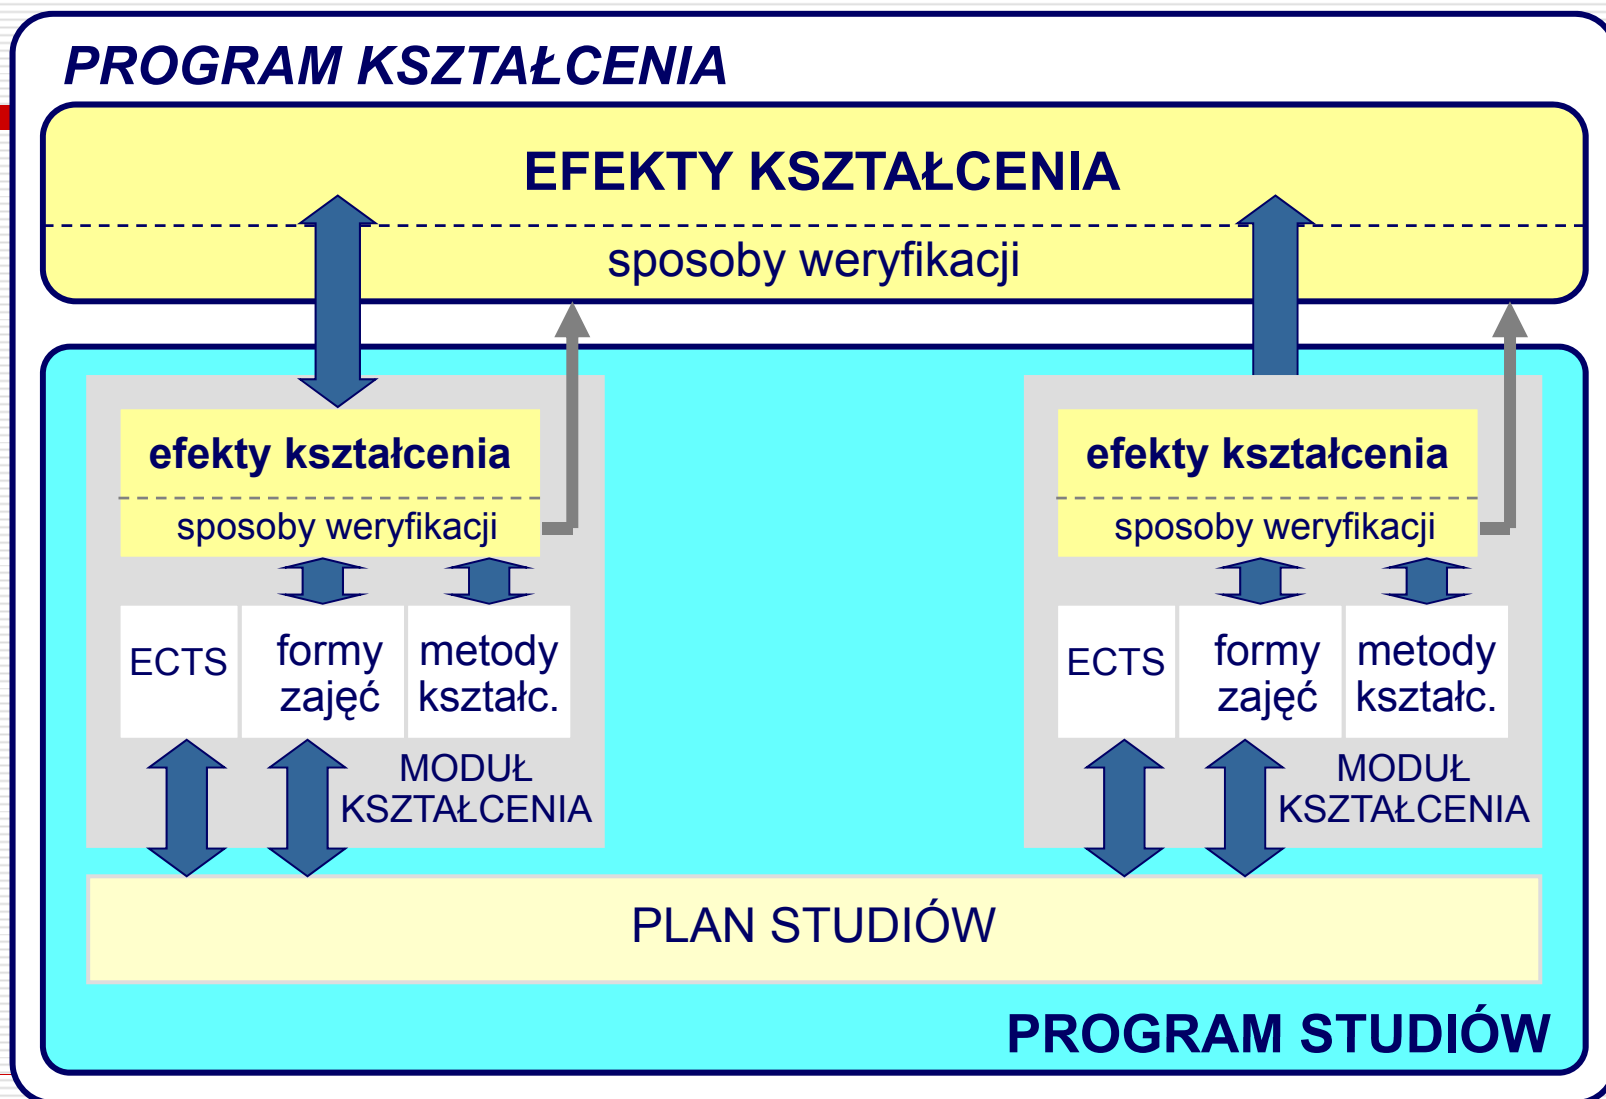 PROGRAM KSZTAŁCENIA
EFEKTY KSZTAŁCENIA
sposoby weryfikacji
efekty kształcenia
sposoby weryfikacji
ECTS
formy
zajęć
metody
kształc.
MODUŁ
KSZTAŁCENIA
efekty kształcenia
sposoby weryfikacji
ECTS
formy
zajęć
metody
kształc.
MODUŁ
KSZTAŁCENIA
PLAN STUDIÓW
PROGRAM STUDIÓW